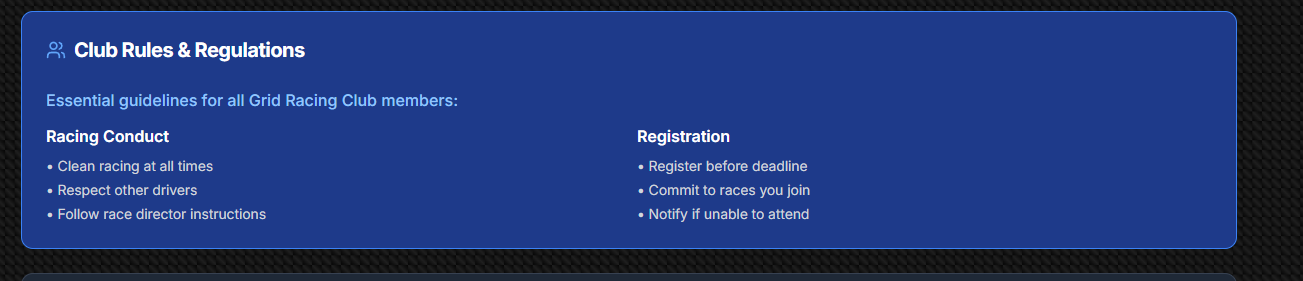 Club Rules & Regulations
Essential guidelines for all Grid Racing Club members:
Racing Conduct
• Clean racing at all times
• Respect other drivers
• Follow race director instructions
Registration
• Register before deadline
• Commit to races you join
• Notify if unable to attend